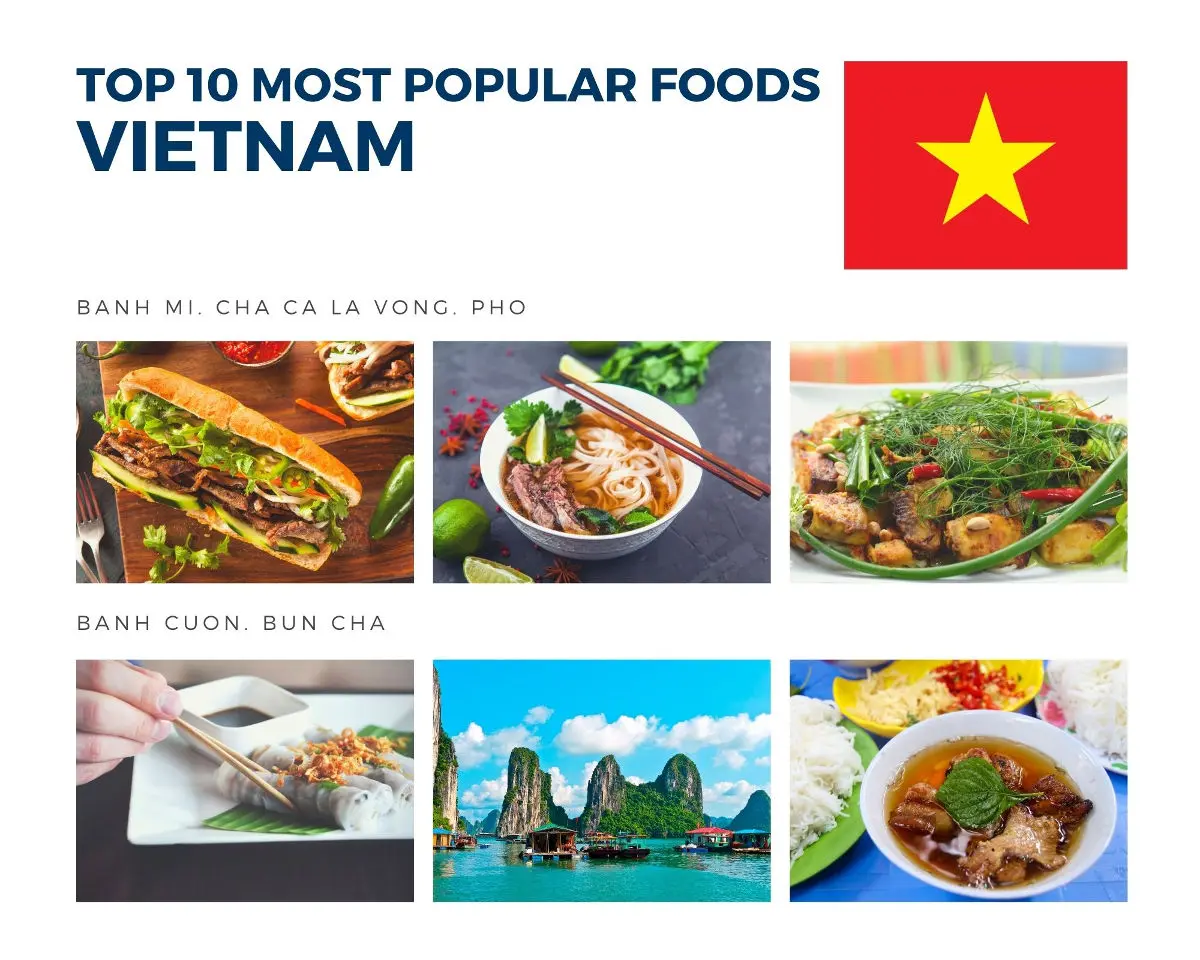 TOP 10 MOST POPULAR FOODS
VIETNAM
BANH MI. CHA CA LA VONG. PHO
BANH CUON. BUN CHA